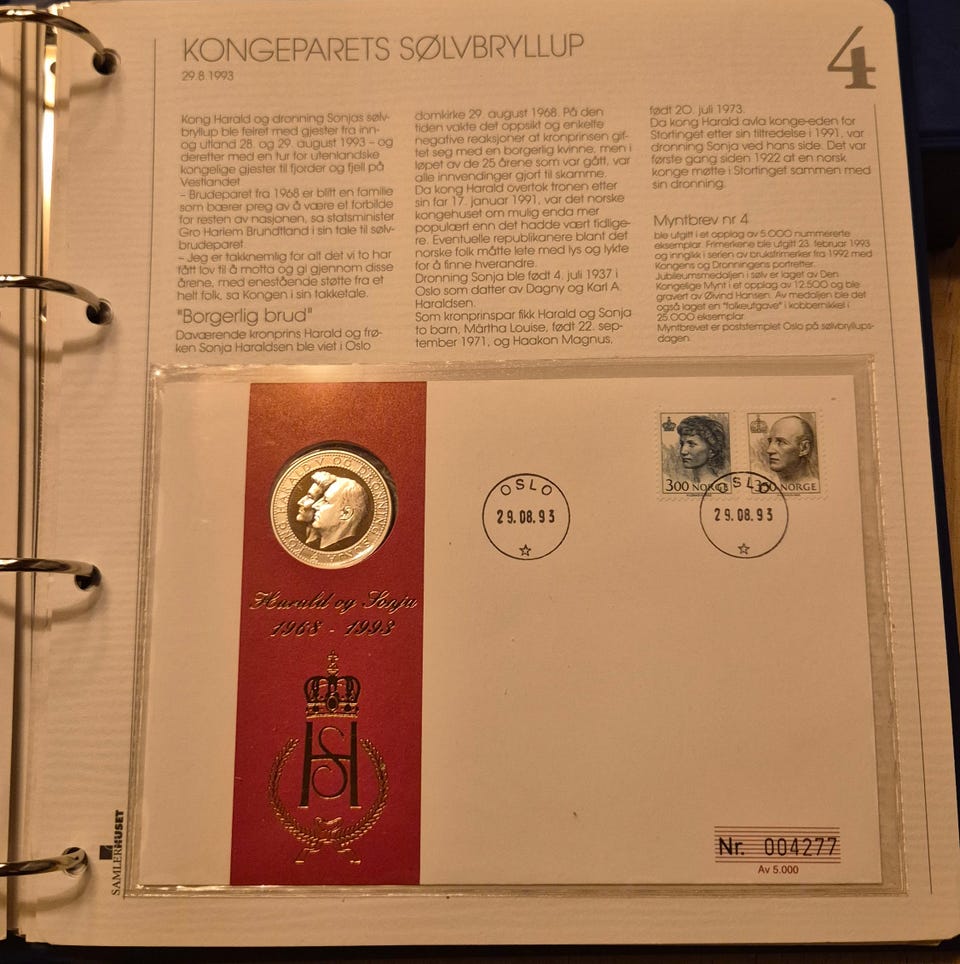 KONGEPARETS SØLVBRYLLUP
29.8.1993
4
Kong Harald og dronning Sonjas sølv-
bryllup ble feiret med gjester fra inn-
og utland 28. og 29. august 1993 – og
deretter med en tur for utenlandske
kongelige gjester til fjorder og fjell på
Vestlandet
– Brudeparet fra 1968 er blitt en familie
som bærer preg av å være et forbilde
for resten av nasjonen, sa statsminister
Gro Harlem Brundtland i sin tale til sølv-
brudeparet
– Jeg er takknemlig for alt det vi to har
fått lov til å motta og gi gjennom disse
årene, med enestående støtte fra et
helt folk, sa Kongen i sin takketale.
"Borgerlig brud"
Daværende kronprins Harald og frø-
ken Sonja Haraldsen ble viet i Oslo
domkirke 29. august 1968. På den
tiden vakte det oppsikt og enkelte
negative reaksjoner at kronprinsen gif-
tet seg med en borgerlig kvinne, men i
løpet av de 25 årene som var gått, var
alle innvendinger gjort til skamme.
Da kong Harald overtok tronen etter
sin far 17. januar 1991, var det norske
kongehuset om mulig enda mer
populært enn det hadde vært tidlige-
re. Eventuelle republikanere blant det
norske folk måtte lete med lys og lykte
for å finne hverandre.
Dronning Sonja ble født 4. juli 1937 i
Oslo som datter av Dagny og Karl A.
Haraldsen.
Som kronprinspar fikk Harald og Sonja
to barn, Märtha Louise, født 22. sep-
tember 1971, og Haakon Magnus,
født 20. juli 1973.
Da kong Harald avla konge-eden for
Stortinget etter sin tiltredelse i 1991, var
dronning Sonja ved hans side. Det var
første gang siden 1922 at en norsk
konge møtte i Stortinget sammen med
sin dronning.
Myntbrev nr 4
ble utgitt i et opplag av 5.000 nummererte
eksemplar. Frimerkene ble utgitt 23. februar 1993
og inngikk i serien av bruksfrimerker fra 1992 med
Kongens og Dronningens portretter.
Jubileumsmedaljen i sølv er laget av Den
Kongelige Mynt i et opplag av 12.500 og ble
gravert av Øivind Hansen. Av medaljen ble det
også laget en "folkeutgave" i kobbernikkel i
25.000 eksemplar.
Myntbrevet er poststemplet Oslo på sølvbryllups-
dagen.
KONG HARALD V OG DRONNING SONJA
Harald og Sonja
1968 - 1993
HS
OSLO
29.08.93
3.00 NORGE
3.50 NORGE
OSLO
29.08.93
Nr. 004277
Av 5.000
SAMLERHUSET